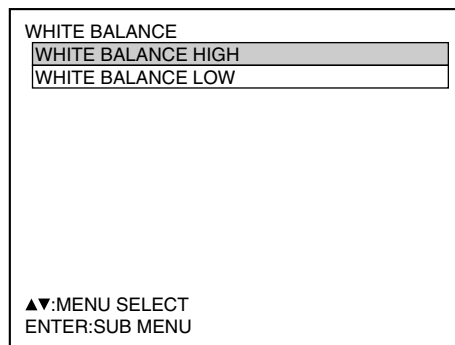 WHITE BALANCE
WHITE BALANCE HIGH
WHITE BALANCE LOW
▲▼:MENU SELECT
ENTER:SUB MENU